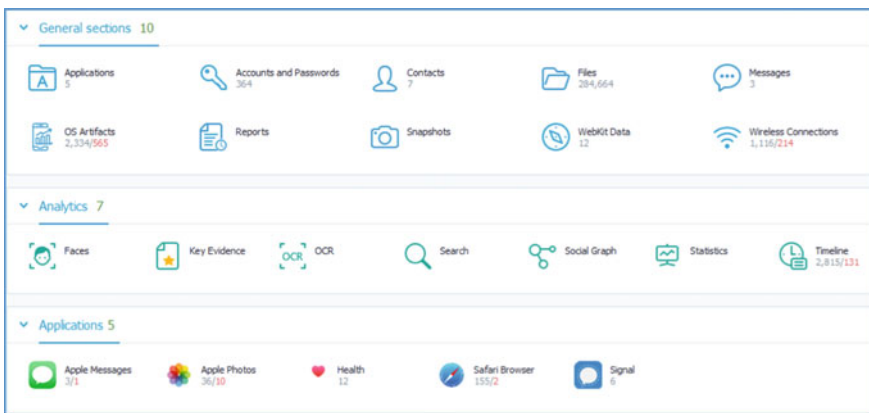 General sections 10
Applications
5
Accounts and Passwords
364
Contacts
7
Files
284,664
Messages
3
OS Artifacts
2,334/565
Reports
Snapshots
WebKit Data
12
Wireless Connections
1,116/214
Analytics 7
Faces
Key Evidence
OCR OCR
Search
Social Graph
Statistics
Timeline
2,815/131
Applications 5
Apple Messages
3/1
Apple Photos
36/10
Health
12
Safari Browser
155/2
Signal
6